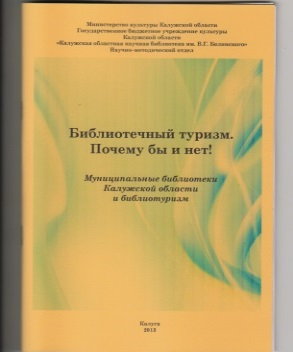 Министерство культуры Калужской области
Государственное бюджетное учреждение культуры
Калужской области
«Калужская областная научная библиотека им. В.Г. Белинского»
Научно-методический отдел
Библиотечный туризм.
Почему бы и нет!
Муниципальные библиотеки
Калужской области
и библиотуризм
Калуга
2013